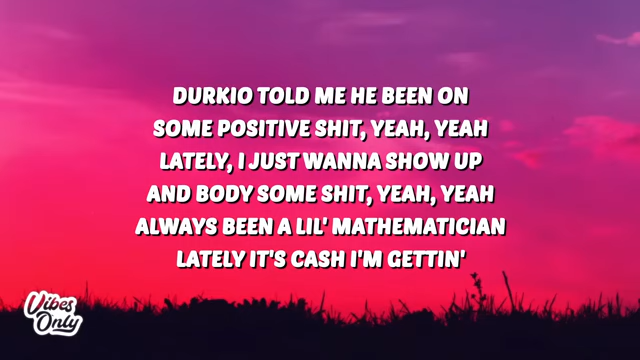 DURKIO TOLD ME HE BEEN ON
SOME POSITIVE SHIT, YEAH, YEAH
LATELY, I JUST WANNA SHOW UP
AND BODY SOME SHIT, YEAH, YEAH
ALWAYS BEEN A LIL' MATHEMATICIAN
LATELY IT'S CASH I'M GETTIN'
Vibes
Only